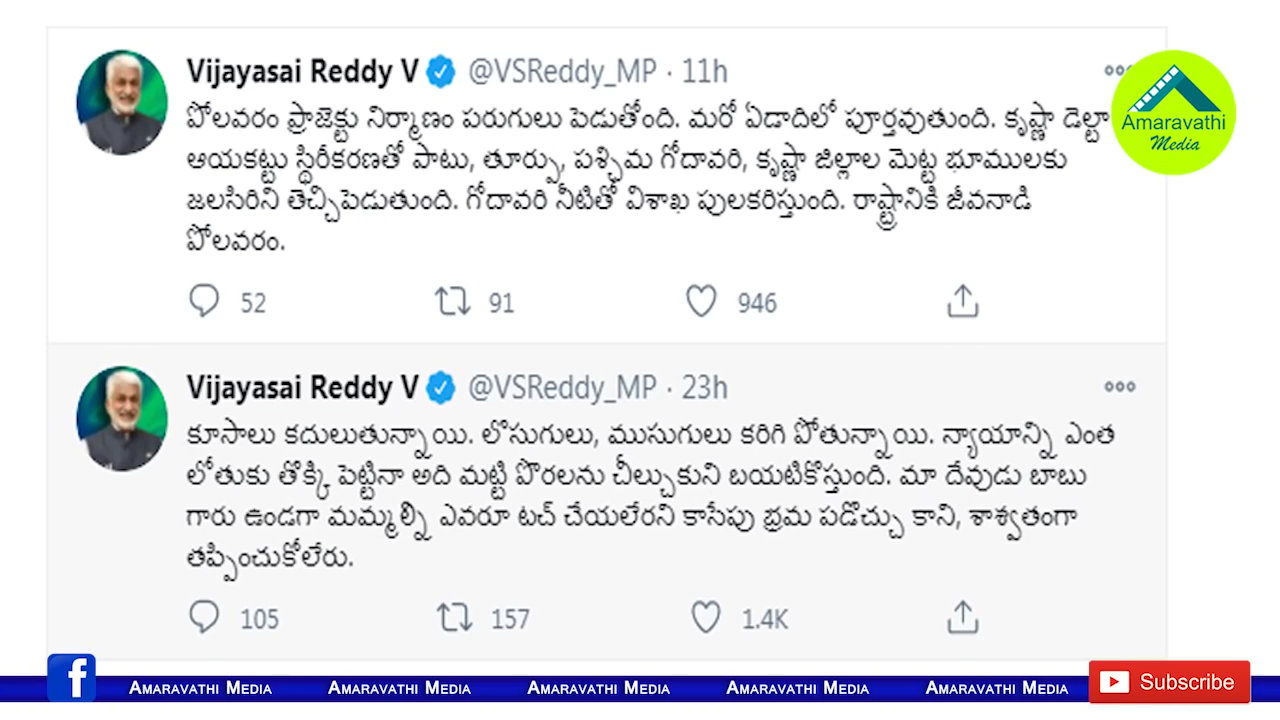 Vijayasai Reddy V @VSReddy_MP · 11h
పోలవరం ప్రాజెక్టు నిర్మాణం పరుగులు పెడుతోంది. మరో ఏడాదిలో పూర్తవుతుంది. కృష్ణా డెల్టా
ఆయకట్టు స్థిరీకరణతో పాటు, తూర్పు, పశ్చిమ గోదావరి, కృష్ణా జిల్లాల మెట్ట భూములకు
జలసిరిని తెచ్చిపెడుతుంది. గోదావరి నీటితో విశాఖ పులకరిస్తుంది. రాష్ట్రానికి జీవనాడి
పోలవరం.
52 91 946
Amaravathi
Media
Vijayasai Reddy V @VSReddy_MP · 23h
కూసాలు కదులుతున్నాయి. లొసుగులు, ముసుగులు కరిగి పోతున్నాయి. న్యాయాన్ని ఎంత
లోతుకు తొక్కి పెట్టినా అది మట్టి పొరలను చీల్చుకుని బయటికొస్తుంది. మా దేవుడు బాబు
గారు ఉండగా మమ్మల్ని ఎవరూ టచ్ చేయలేరని కాసేపు భ్రమ పడొచ్చు కాని, శాశ్వతంగా
తప్పించుకోలేరు.
105 157 1.4K
f Amaravathi Media Amaravathi Media Amaravathi Media Amaravathi Media Amaravathi Media Subscribe